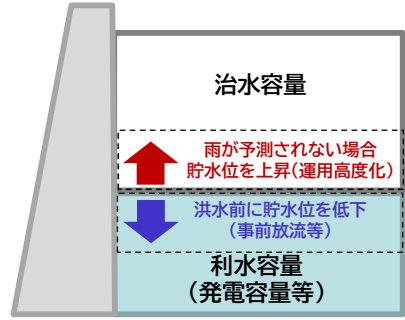 治水容量
雨が予測されない場合
貯水位を上昇(運用高度化)
洪水前に貯水位を低下
(事前放流等)
利水容量
(発電容量等)